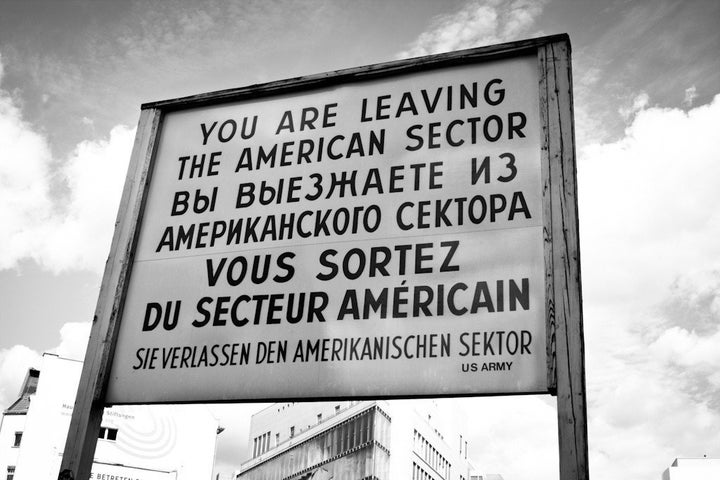 YOU ARE LEAVING
THE AMERICAN SECTOR
ВЫ ВЫЕЗЖАЕТЕ ИЗ
АМЕРИКАНСКОГО СЕКТОРА
VOUS SORTEZ
DU SECTEUR AMÉRICAIN
SIE VERLASSEN DEN AMERIKANISCHEN SEKTOR
US ARMY
BETRETEN